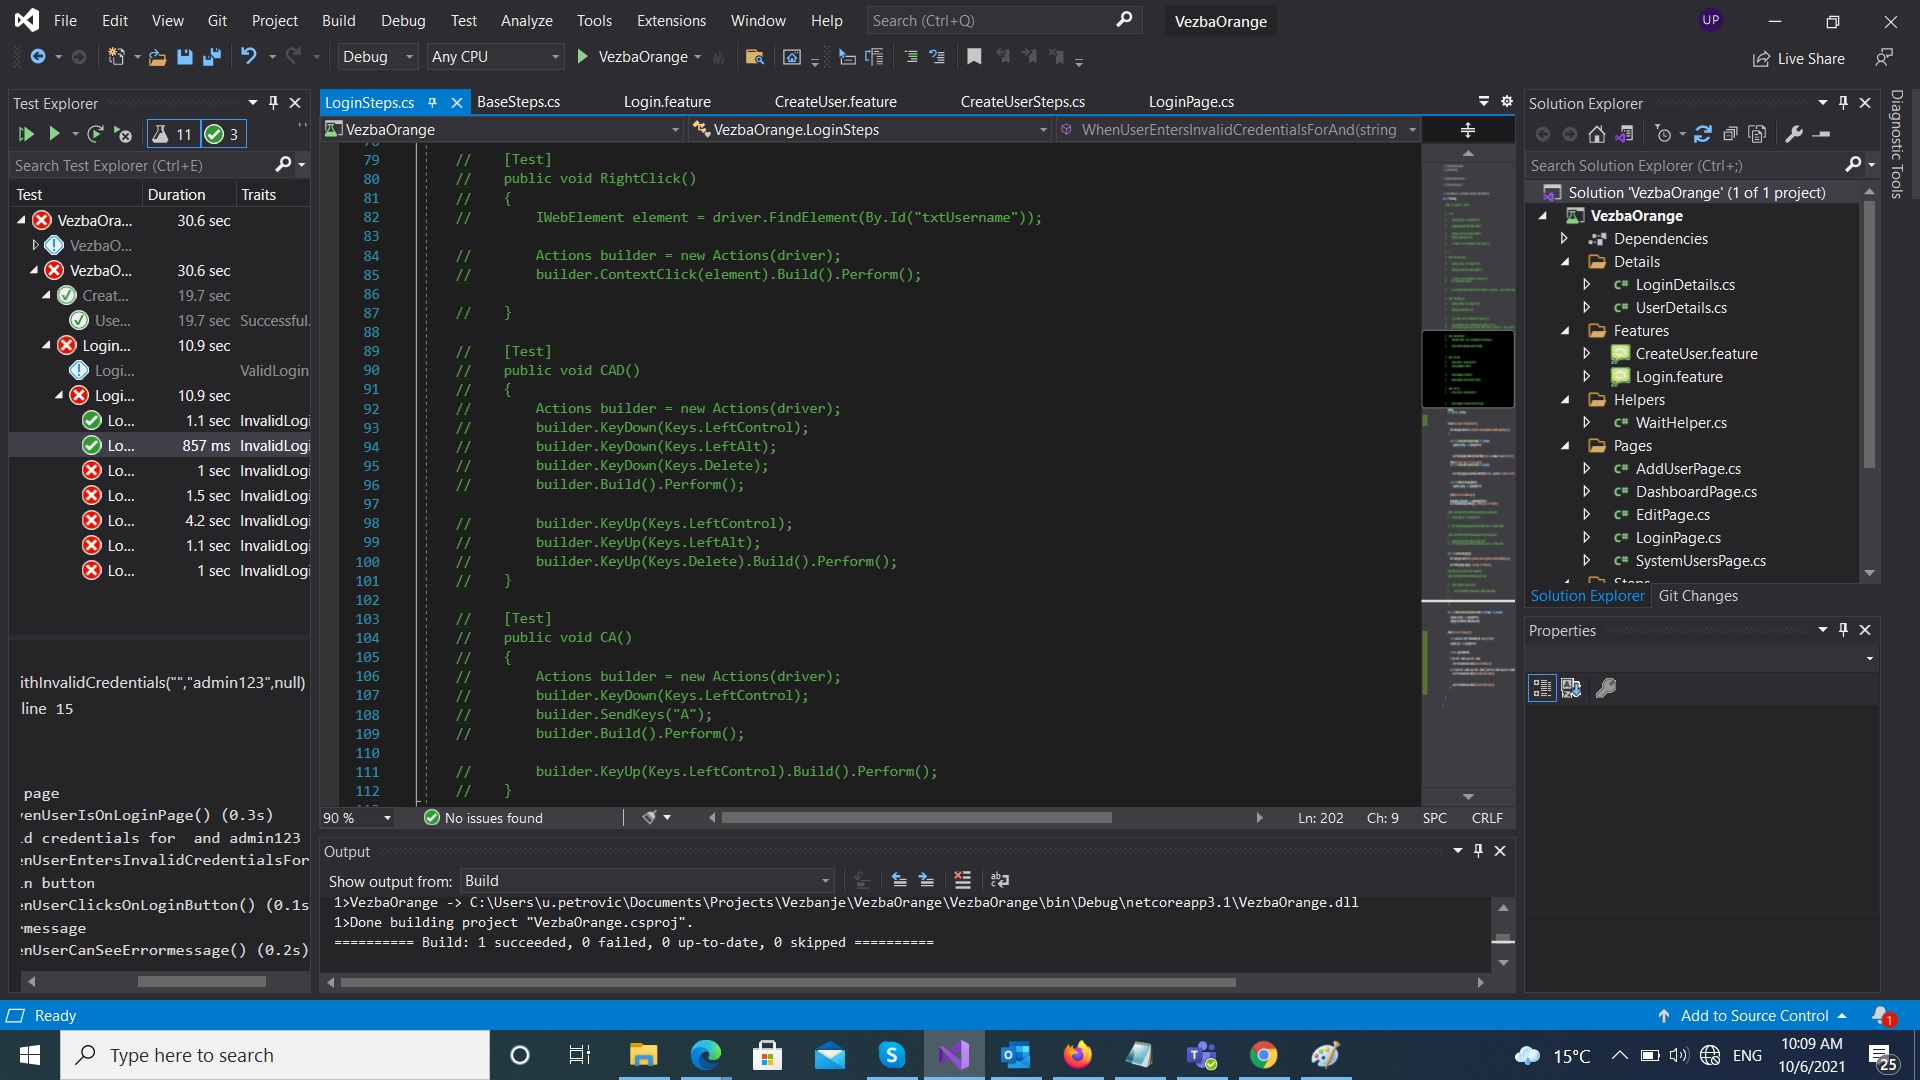 File Edit View Git Project Build Debug Test Analyze Tools Extensions Window Help Search (Ctrl+Q) VezbaOrange UP
Debug Any CPU VezbaOrange Live Share
Test Explorer
11 3
Search Test Explorer (Ctrl+E)
Test Duration Traits
VezbaOra... 30.6 sec
VezbaO...
VezbaO... 30.6 sec
Creat... 19.7 sec
Use... 19.7 sec Successful.
Login... 10.9 sec
Logi... ValidLogin
Logi... 10.9 sec
Lo... 1.1 sec InvalidLogi
Lo... 857 ms InvalidLogi
Lo... 1 sec InvalidLogi
Lo... 1.5 sec InvalidLogi
Lo... 4.2 sec InvalidLogi
Lo... 1.1 sec InvalidLogi
Lo... 1 sec InvalidLogi
ithInvalidCredentials("","admin123",null)
line 15
page
enUserIsOnLoginPage() (0.3s)
d credentials for  and admin123
enUserEntersInvalidCredentialsFor
n button
enUserClicksOnLoginButton() (0.1s
message
enUserCanSeeErrormessage() (0.2s)
LoginSteps.cs BaseSteps.cs Login.feature CreateUser.feature CreateUserSteps.cs LoginPage.cs
VezbaOrange VezbaOrange.LoginSteps WhenUserEntersInvalidCredentialsForAnd(string
79 // [Test]
80 // public void RightClick()
81 // {
82 // IWebElement element = driver.FindElement(By.Id("txtUsername"));
83
84 // Actions builder = new Actions(driver);
85 // builder.ContextClick(element).Build().Perform();
86
87 // }
88
89 // [Test]
90 // public void CAD()
91 // {
92 // Actions builder = new Actions(driver);
93 // builder.KeyDown(Keys.LeftControl);
94 // builder.KeyDown(Keys.LeftAlt);
95 // builder.KeyDown(Keys.Delete);
96 // builder.Build().Perform();
97
98 // builder.KeyUp(Keys.LeftControl);
99 // builder.KeyUp(Keys.LeftAlt);
100 // builder.KeyUp(Keys.Delete).Build().Perform();
101 // }
102
103 // [Test]
104 // public void CA()
105 // {
106 // Actions builder = new Actions(driver);
107 // builder.KeyDown(Keys.LeftControl);
108 // builder.SendKeys("A");
109 // builder.Build().Perform();
110
111 // builder.KeyUp(Keys.LeftControl).Build().Perform();
112 // }
90 % No issues found Ln: 202 Ch: 9 SPC CRLF
Output
Show output from: Build
1>VezbaOrange -> C:\Users\u.petrovic\Documents\Projects\Vezbanje\VezbaOrange\VezbaOrange\bin\Debug\netcoreapp3.1\VezbaOrange.dll
1>Done building project "VezbaOrange.csproj".
========== Build: 1 succeeded, 0 failed, 0 up-to-date, 0 skipped ==========
Solution Explorer
Search Solution Explorer (Ctrl+;)
Solution 'VezbaOrange' (1 of 1 project)
VezbaOrange
Dependencies
Details
C# LoginDetails.cs
C# UserDetails.cs
Features
CreateUser.feature
Login.feature
Helpers
C# WaitHelper.cs
Pages
C# AddUserPage.cs
C# DashboardPage.cs
C# EditPage.cs
C# LoginPage.cs
C# SystemUsersPage.cs
Solution Explorer Git Changes
Properties
Diagnostic Tools
Ready Add to Source Control 1
Type here to search 15°C ENG 10:09 AM
10/6/2021 25